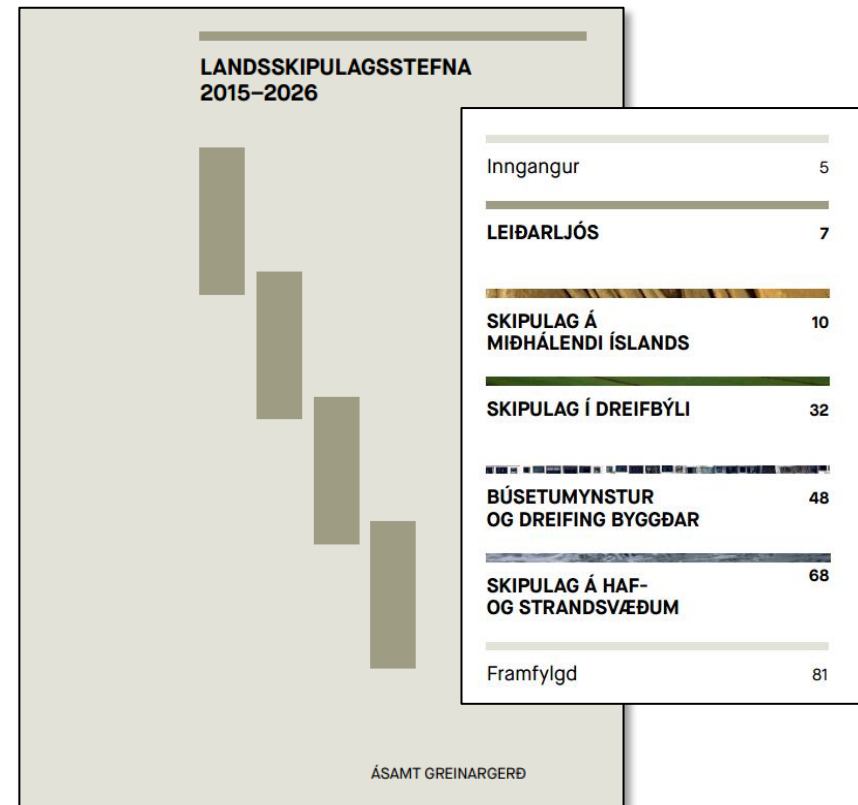 LANDSSKIPULAGSSTEFNA
2015–2026
ÁSAMT GREINARGERÐ
Inngangur 5
LEIÐARLJÓS 7
SKIPULAG Á 10
MIÐHÁLENDI ÍSLANDS
SKIPULAG Í DREIFBÝLI 32
BÚSETUMYNSTUR 48
OG DREIFING BYGGÐAR
SKIPULAG Á HAF- 68
OG STRANDSVÆÐUM
Framfylgd 81